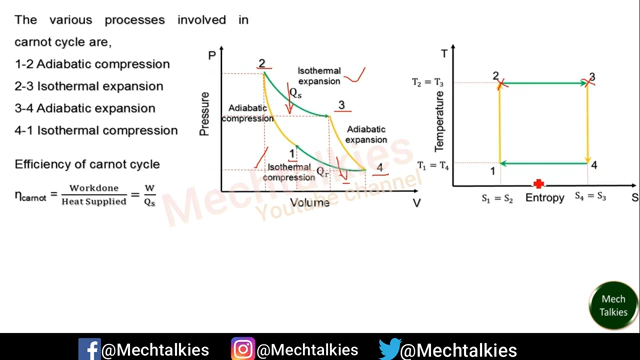 The various processes involved in
carnot cycle are,
1-2 Adiabatic compression
2-3 Isothermal expansion
3-4 Adiabatic expansion
4-1 Isothermal compression
Efficiency of carnot cycle
ηcarnot = Workdone / Heat Supplied = W / Qs
P
Pressure
2
Isothermal
expansion
Qs
3
Adiabatic
compression
Adiabatic
expansion
1
Isothermal
compression
Qr
4
Volume
V
T
Temperature
T₂ = T₃
2
3
T₁ = T₄
1
4
S₁ = S₂
Entropy
S₄ = S₃
S
Mechtalkies
Youtube channel
Mech
Talkies
@Mechtalkies
@Mechtalkies
@Mechtalkies